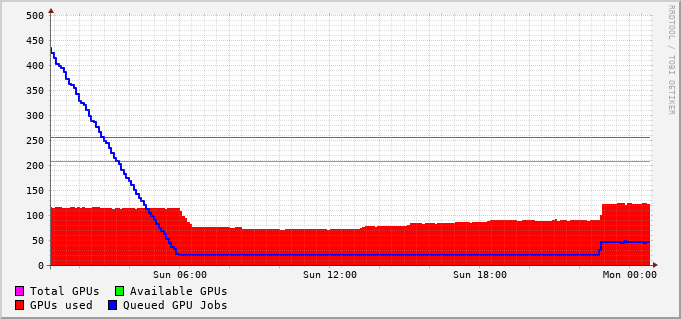 500
450
400
350
300
250
200
150
100
50
0
Sun 06:00 Sun 12:00 Sun 18:00 Mon 00:00
Total GPUs Available GPUs
GPUs used Queued GPU Jobs
RRDTOOL / TOBI OETIKER